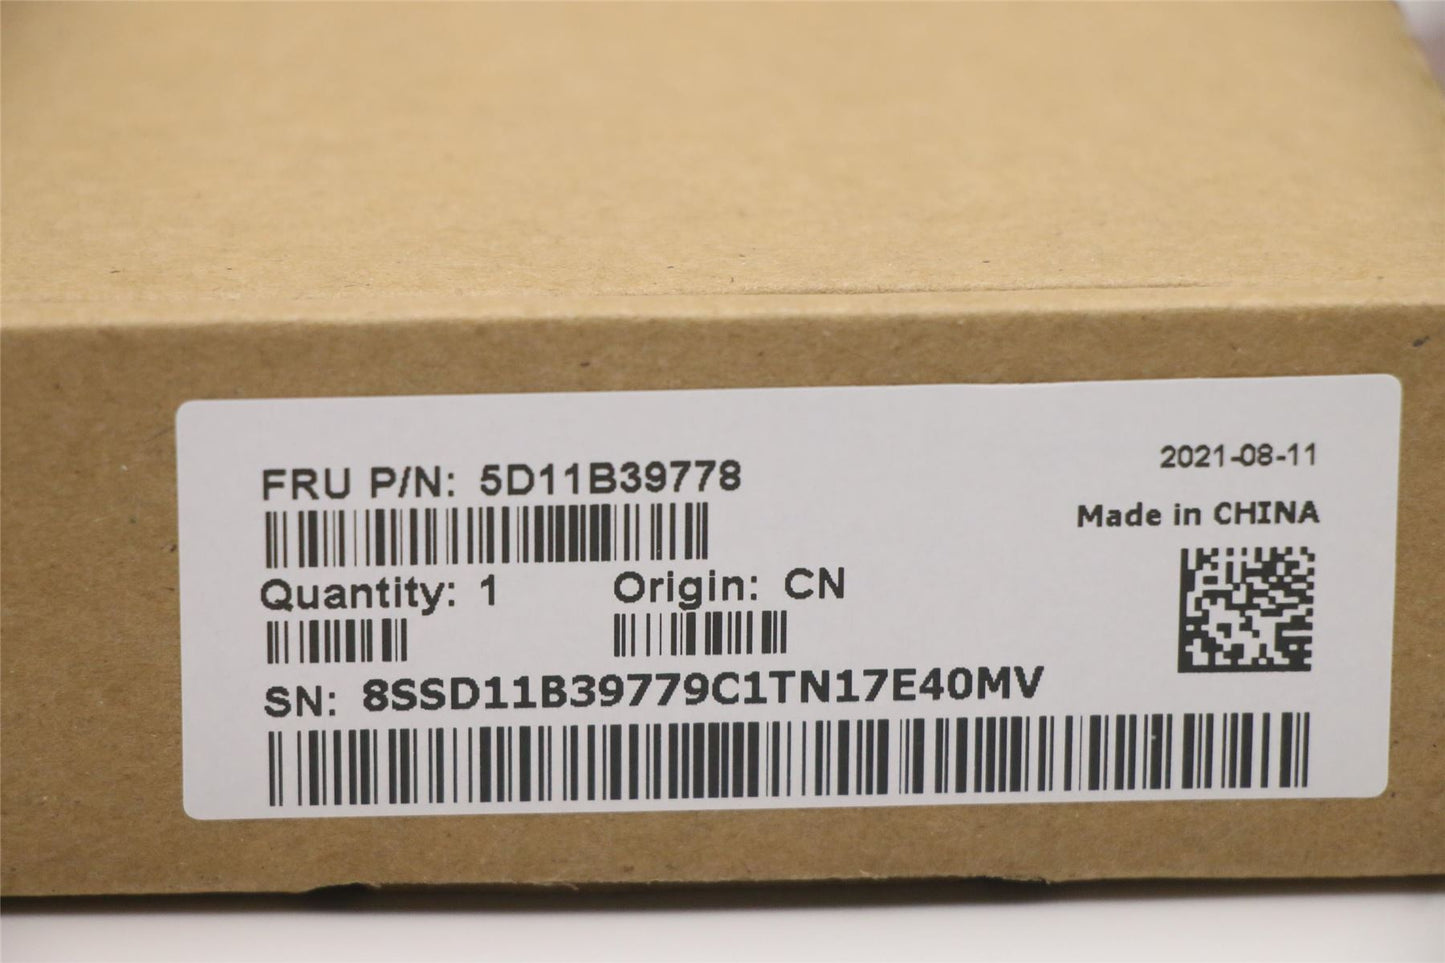 2021-08-11
FRU P/N: 5D11B39778
Made in CHINA
Quantity: 1
Origin: CN
SN: 8SSD11B39779C1TN17E40MV